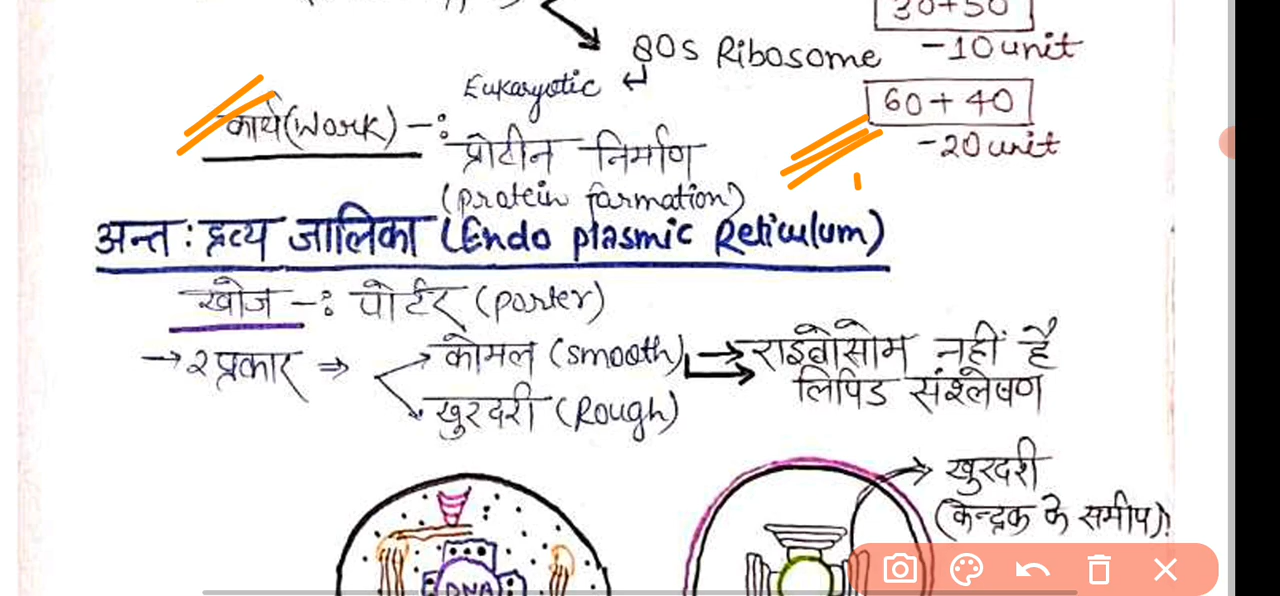 30+50
80s Ribosome
-10 unit
Eukaryotic
60+40
कार्य (Work) -:
प्रोटीन निर्माण
-20 unit
(protein formation)
अन्त: द्रव्य जालिका (Endo plasmic Reticulum)
खोज -: पोर्टर (porter)
→ २ प्रकार ⇒
कोमल (smooth) → राइबोसोम नहीं है
लिपिड संश्लेषण
खुरदरी (Rough)
खुरदरी
(केन्द्रक के समीप)
DNA